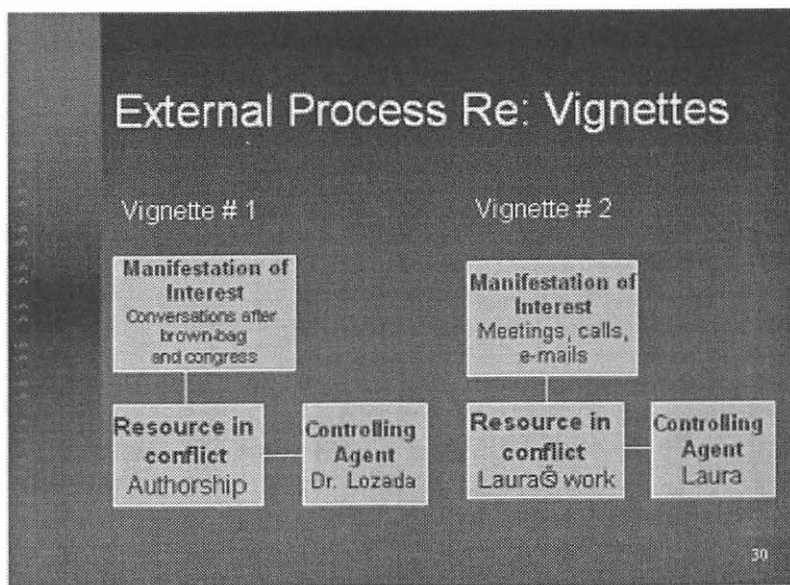 External Process Re: Vignettes
Vignette # 1
Manifestation of
Interest
Conversations after
brown-bag
and congress
Resource in
conflict
Authorship
Controlling
Agent
Dr. Lozada
Vignette # 2
Manifestation of
Interest
Meetings, calls,
e-mails
Resource in
conflict
LauraŠ work
Controlling
Agent
Laura
30